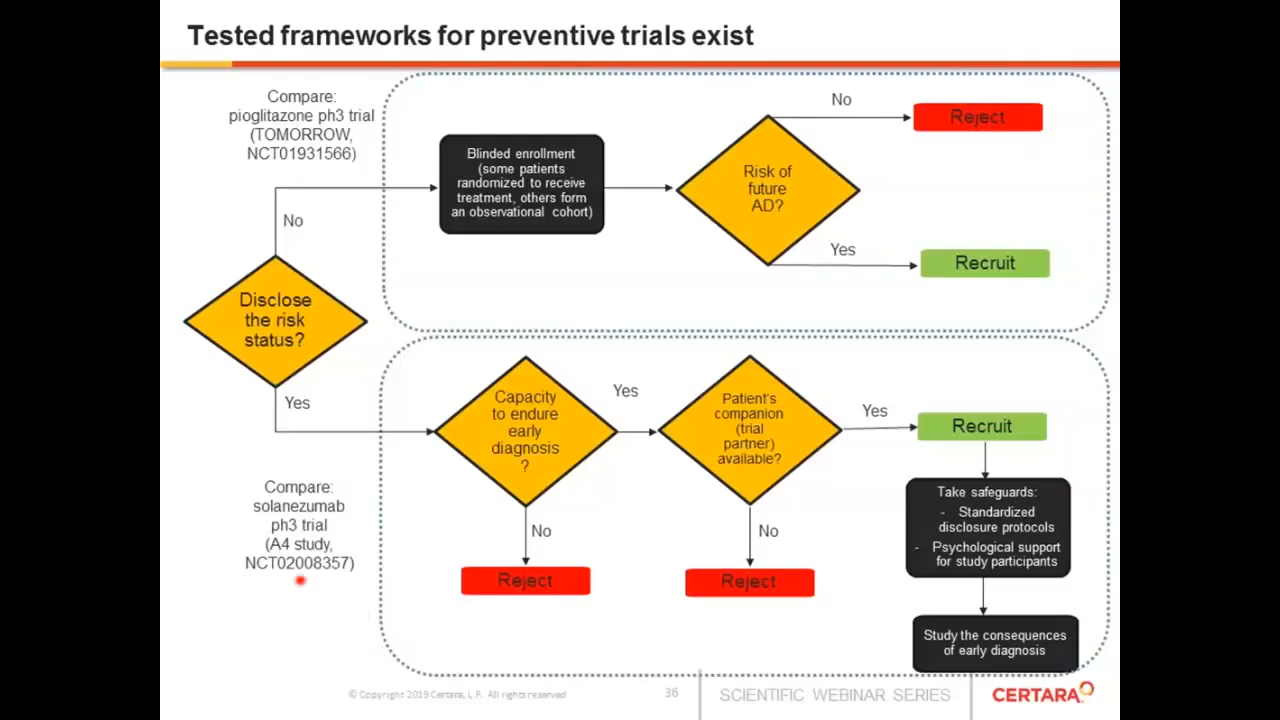 Tested frameworks for preventive trials exist
Compare:
pioglitazone ph3 trial
(TOMORROW,
NCT01931566)
No
Blinded enrollment
(some patients
randomized to receive
treatment, others form
an observational cohort)
Risk of
future
AD?
No
Reject
Yes
Recruit
Disclose
the risk
status?
Yes
Capacity
to endure
early
diagnosis
?
Yes
No
Reject
Patient's
companion
(trial
partner)
available?
Yes
No
Reject
Recruit
Take safeguards:
- Standardized
disclosure protocols
- Psychological support
for study participants
Study the consequences
of early diagnosis
Compare:
solanezumab
ph3 trial
(A4 study,
NCT02008357)
© Copyright 2019 Certara, L.P. All rights reserved
36
SCIENTIFIC WEBINAR SERIES
CERTARA